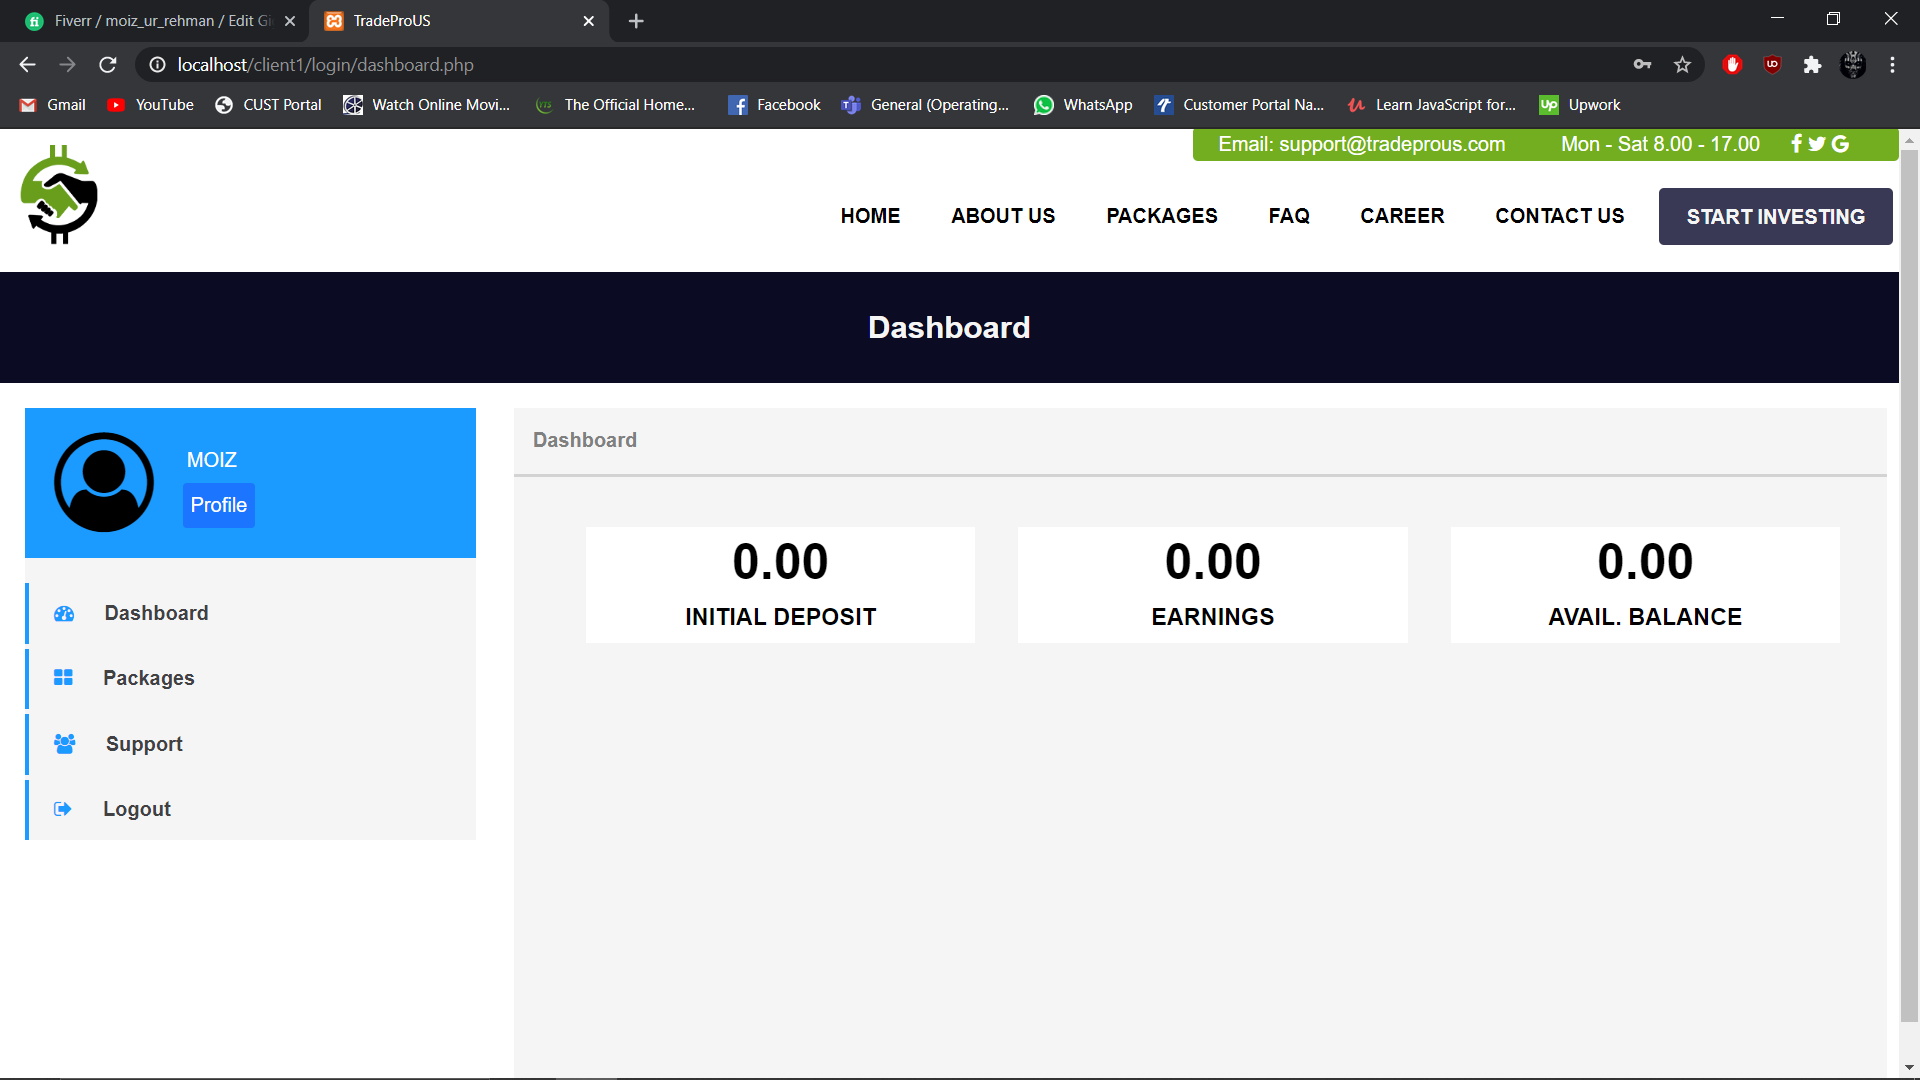 Fiverr / moiz_ur_rehman / Edit Gi
TradeProUS
localhost/client1/login/dashboard.php
Gmail YouTube CUST Portal Watch Online Movi... The Official Home... Facebook General (Operating... WhatsApp Customer Portal Na... Learn JavaScript for... Upwork
Email: support@tradeprous.com Mon - Sat 8.00 - 17.00
HOME ABOUT US PACKAGES FAQ CAREER CONTACT US START INVESTING
Dashboard
MOIZ
Profile
Dashboard
Packages
Support
Logout
Dashboard
0.00
INITIAL DEPOSIT
0.00
EARNINGS
0.00
AVAIL. BALANCE